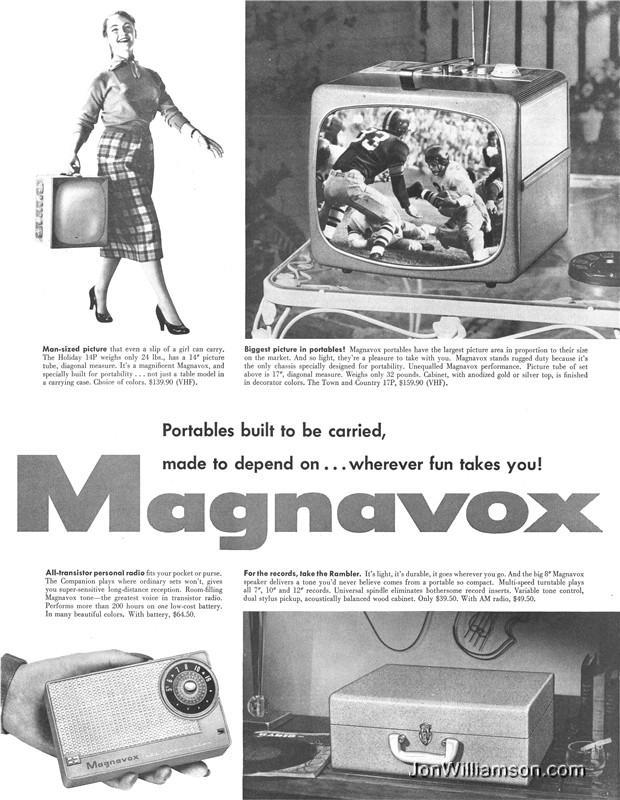 Man-sized picture that even a slip of a girl can carry.
The Holiday 14P weighs only 24 lbs., has a 14" picture
tube, diagonal measure. It's a magnificent Magnavox, and
specially built for portability . . . not just a table model in
a carrying case. Choice of colors. $139.90 (VHF).
Biggest picture in portables! Magnavox portables have the largest picture area in proportion to their size
on the market. And so light, they're a pleasure to take with you. Magnavox stands rugged duty because it's
the only chassis specially designed for portability. Unequalled Magnavox performance. Picture tube of set
above is 17", diagonal measure. Weighs only 32 pounds. Cabinet, with anodized gold or silver top, is finished
in decorator colors. The Town and Country 17P, $159.90 (VHF).
Portables built to be carried,
made to depend on . . . wherever fun takes you!
Magnavox
All-transistor personal radio fits your pocket or purse.
The Companion plays where ordinary sets won't, gives
you super-sensitive long-distance reception. Room-filling
Magnavox tone—the greatest voice in transistor radio.
Performs more than 200 hours on one low-cost battery.
In many beautiful colors. With battery, $64.50.
For the records, take the Rambler. It's light, it's durable, it goes wherever you go. And the big 8" Magnavox
speaker delivers a tone you'd never believe comes from a portable so compact. Multi-speed turntable plays
all 7", 10" and 12" records. Universal spindle eliminates bothersome record inserts. Variable tone control,
dual stylus pickup, acoustically balanced wood cabinet. Only $39.50. With AM radio, $49.50.
Magnavox
JonWilliamson.com